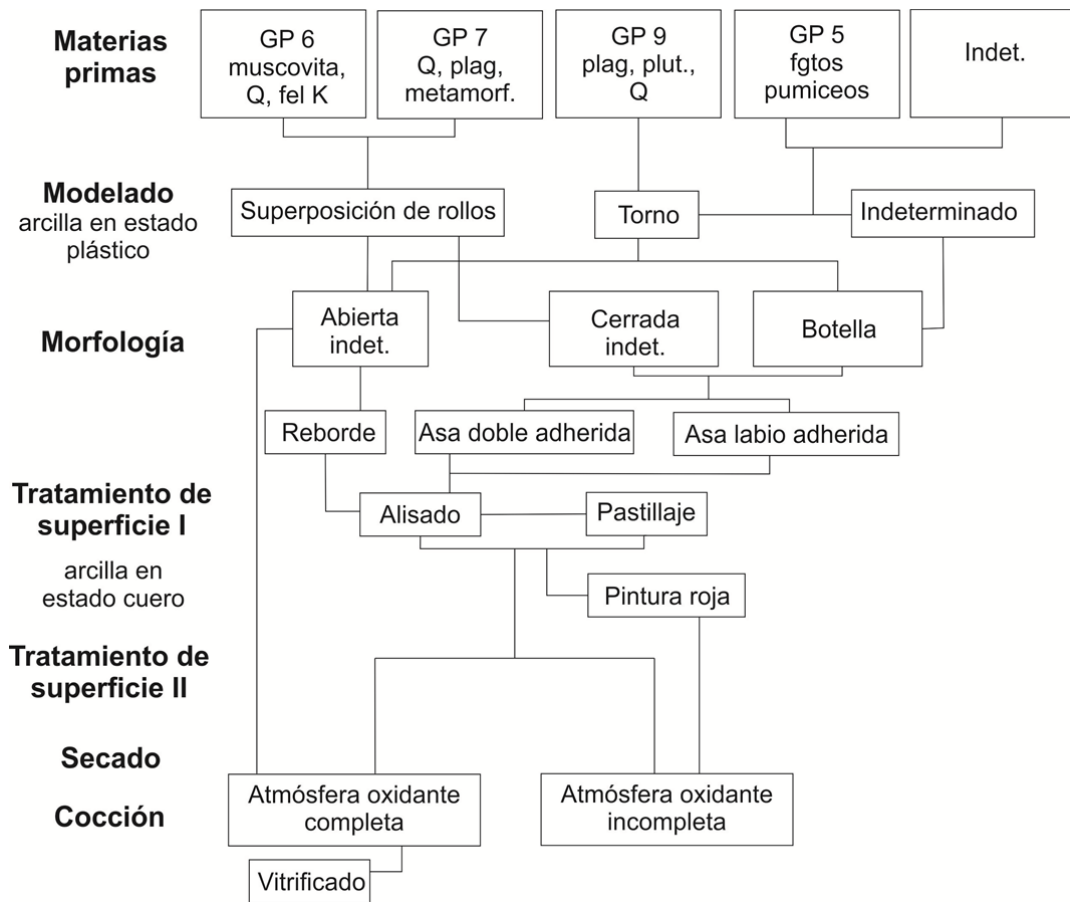 Materias
primas
GP 6
muscovita,
Q, fel K
GP 7
Q, plag,
metamorf.
GP 9
plag, plut.,
Q
GP 5
fgtos
pumiceos
Indet.
Modelado
arcilla en estado
plástico
Superposición de rollos
Torno
Indeterminado
Morfología
Abierta
indet.
Cerrada
indet.
Botella
Reborde
Asa doble adherida
Asa labio adherida
Tratamiento de
superficie I
arcilla en
estado cuero
Alisado
Pastillaje
Pintura roja
Tratamiento de
superficie II
Secado
Cocción
Atmósfera oxidante
completa
Atmósfera oxidante
incompleta
Vitrificado